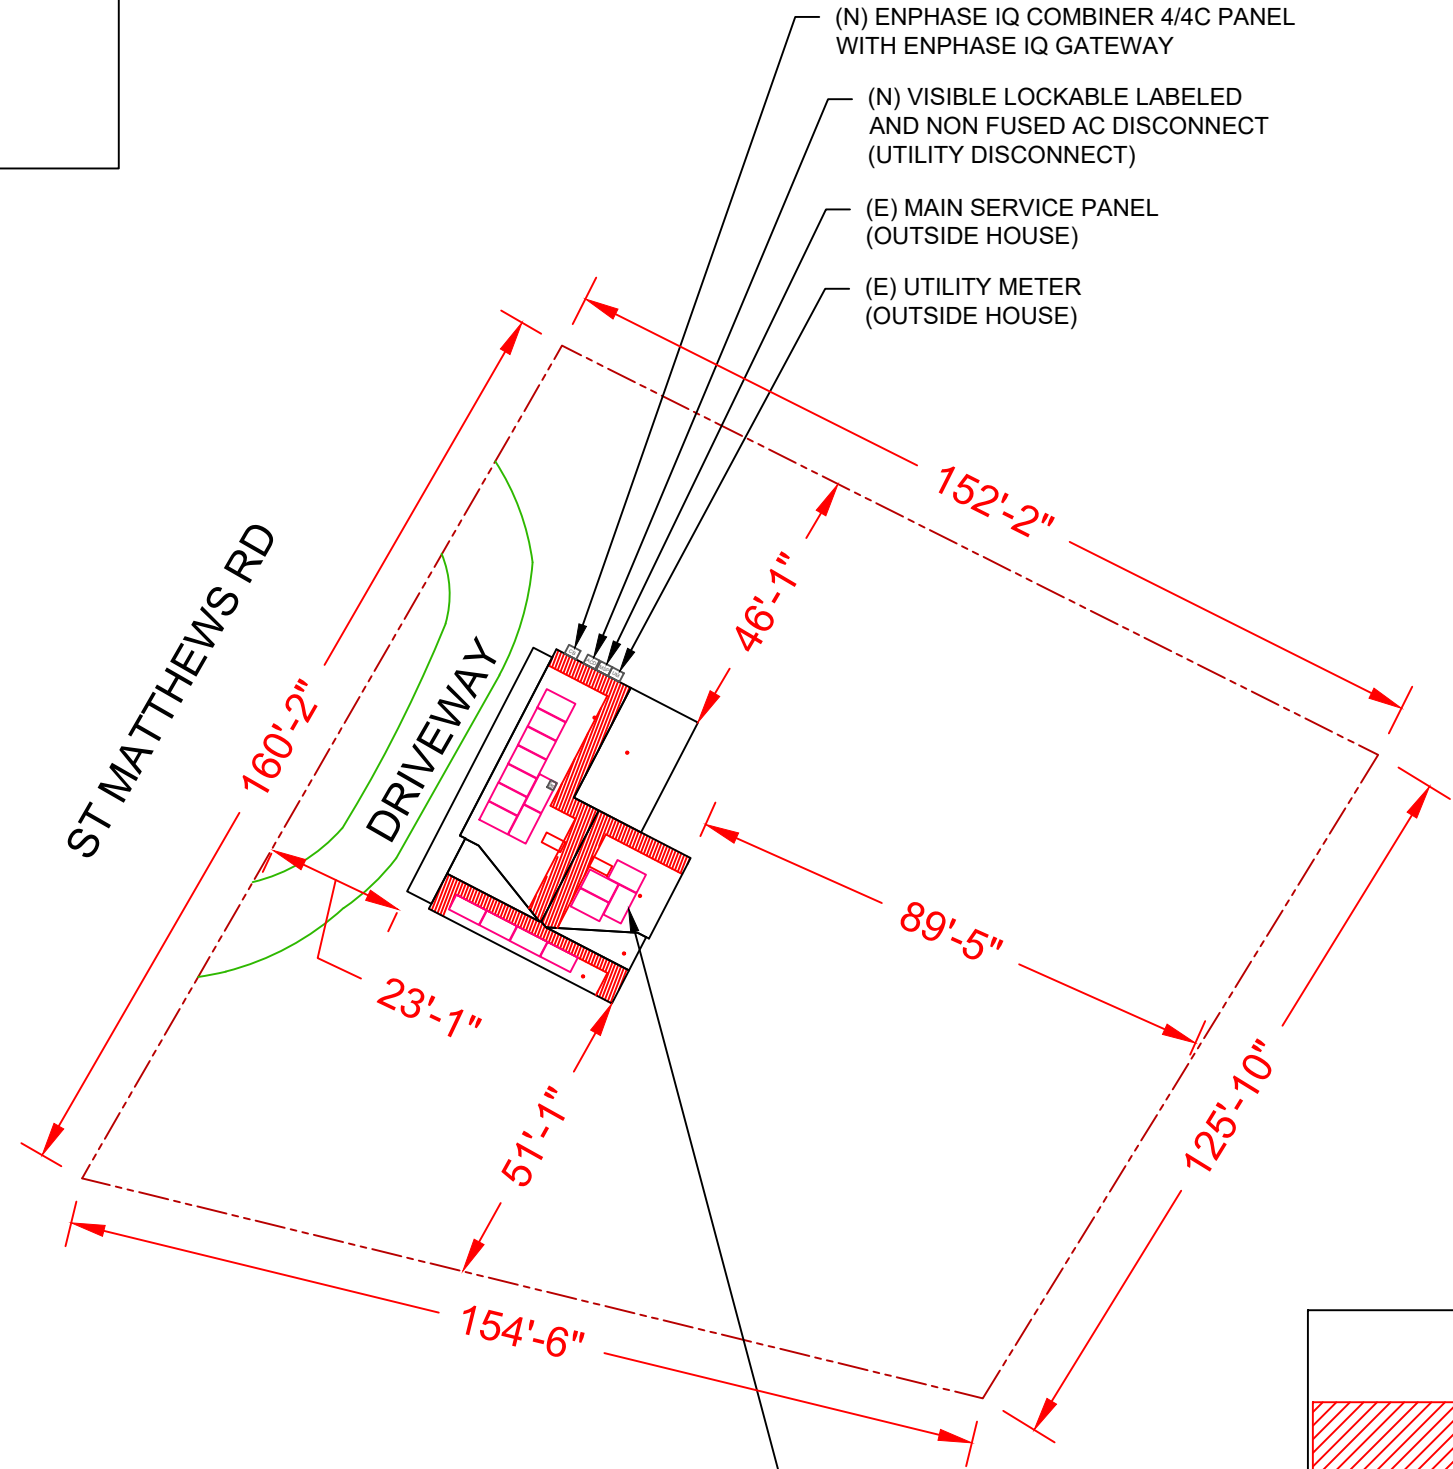 (N) ENPHASE IQ COMBINER 4/4C PANEL
WITH ENPHASE IQ GATEWAY
(N) VISIBLE LOCKABLE LABELED
AND NON FUSED AC DISCONNECT
(UTILITY DISCONNECT)
(E) MAIN SERVICE PANEL
(OUTSIDE HOUSE)
(E) UTILITY METER
(OUTSIDE HOUSE)
152'-2"
46'-1"
ST MATTHEWS RD
160'-2"
DRIVEWAY
89'-5"
23'-1"
125'-10"
51'-1"
154'-6"